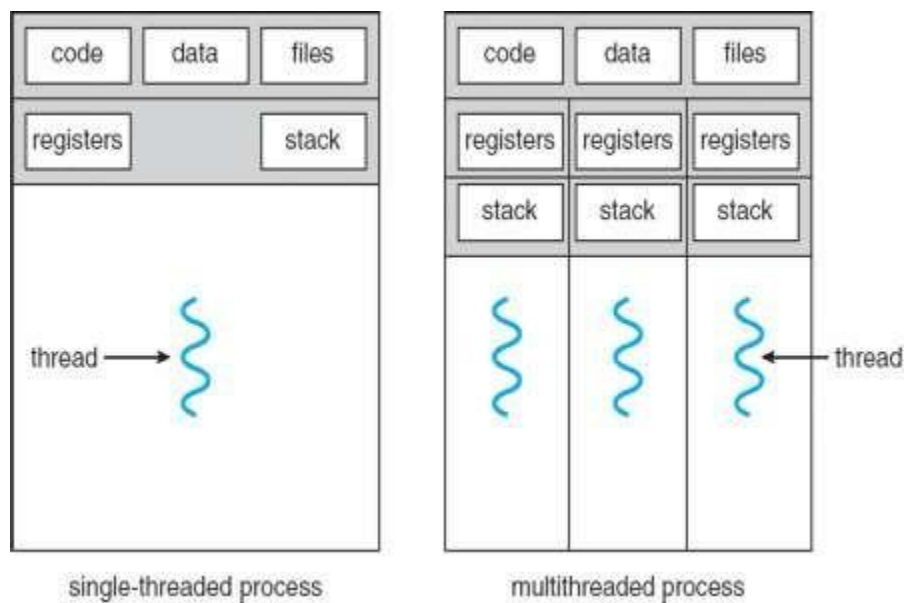 code data files
registers stack
thread
single-threaded process
code data files
registers registers registers
stack stack stack
thread
multithreaded process